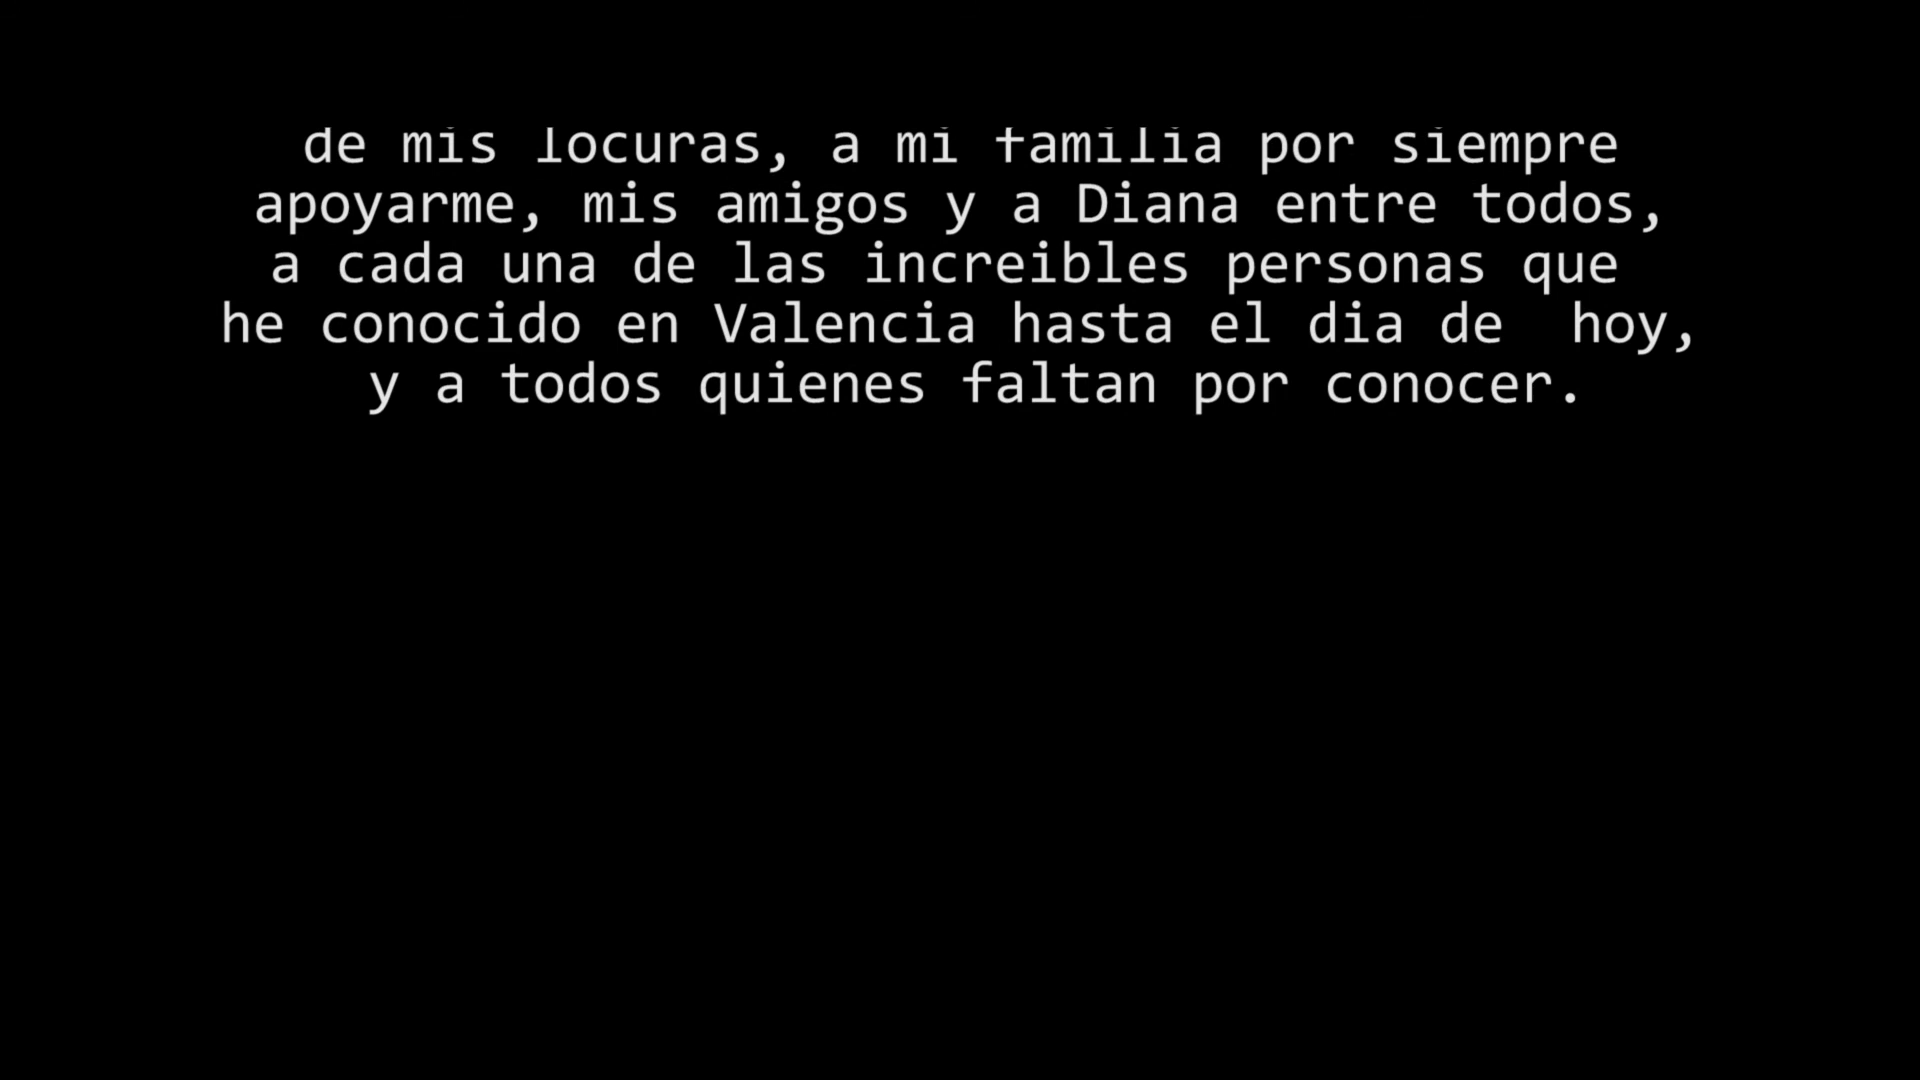 de mis locuras, a mi familia por siempre
apoyarme, mis amigos y a Diana entre todos,
a cada una de las increibles personas que
he conocido en Valencia hasta el dia de  hoy,
y a todos quienes faltan por conocer.